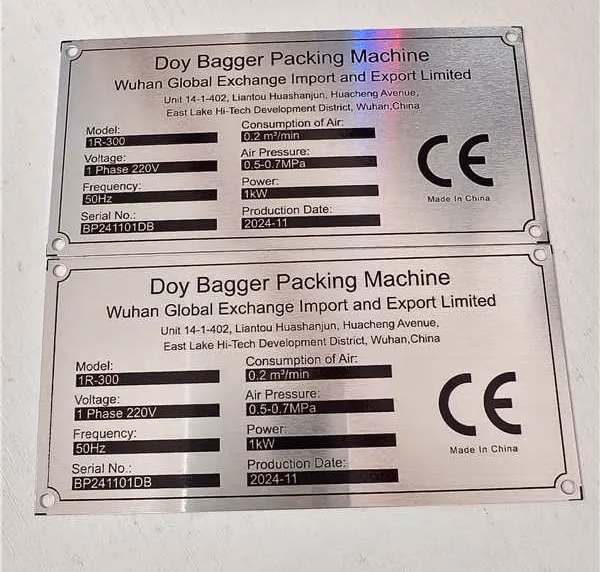 Doy Bagger Packing Machine
Wuhan Global Exchange Import and Export Limited
Unit 14-1-402, Liantou Huashanjun, Huacheng Avenue,
East Lake Hi-Tech Development District, Wuhan,China
Model:
1R-300
Voltage:
1 Phase 220V
Frequency:
50Hz
Serial No.:
BP241101DB
Consumption of Air:
0.2 m³/min
Air Pressure:
0.5-0.7MPa
Power:
1kW
Production Date:
2024-11
CE
Made In China
Doy Bagger Packing Machine
Wuhan Global Exchange Import and Export Limited
Unit 14-1-402, Liantou Huashanjun, Huacheng Avenue,
East Lake Hi-Tech Development District, Wuhan,China
Model:
1R-300
Voltage:
1 Phase 220V
Frequency:
50Hz
Serial No.:
BP241101DB
Consumption of Air:
0.2 m³/min
Air Pressure:
0.5-0.7MPa
Power:
1kW
Production Date:
2024-11
CE
Made In China